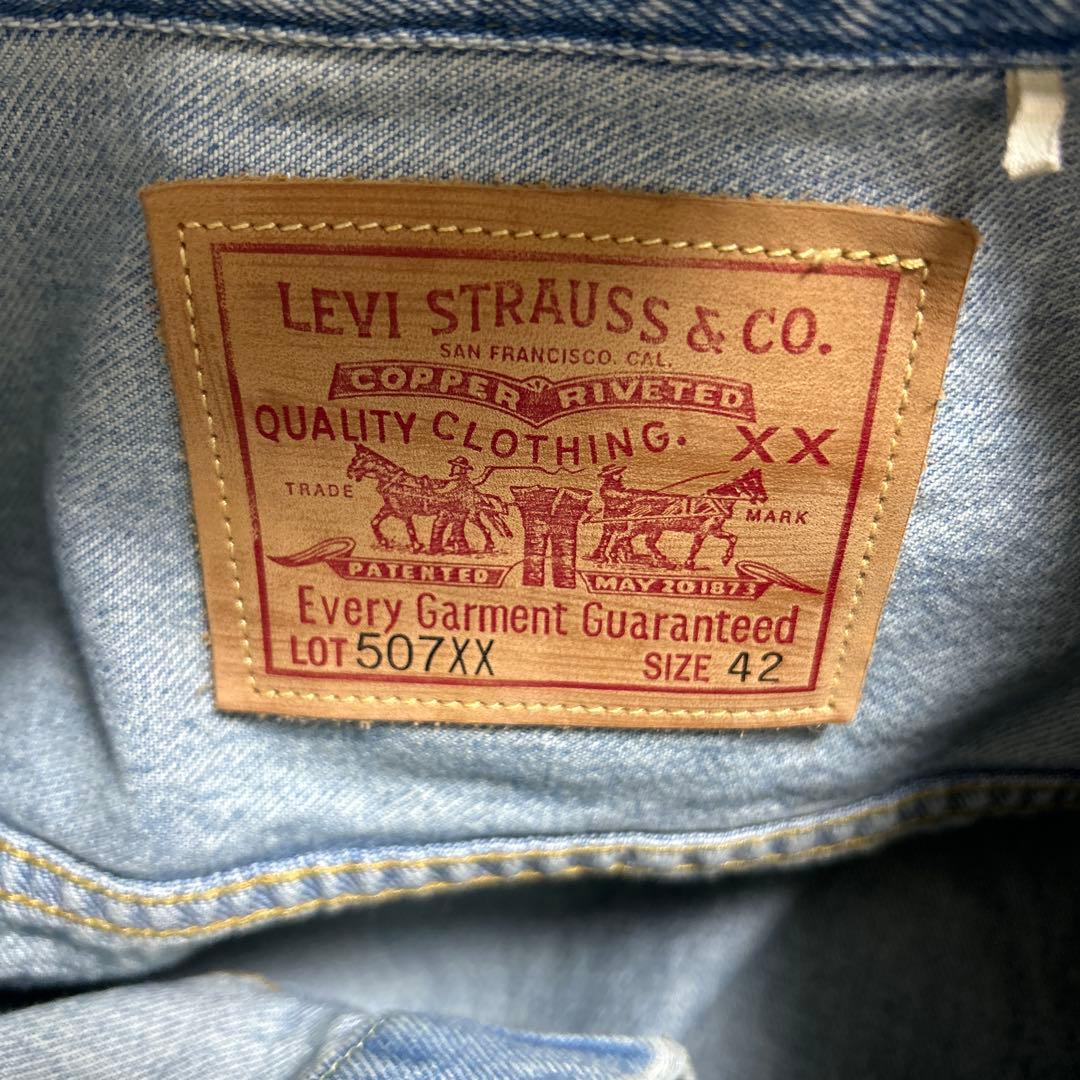 LEVI STRAUSS & CO.
SAN FRANCISCO. CAL.
COPPER RIVETED
QUALITY CLOTHING. XX
TRADE MARK
PATENTED MAY 20 1873
Every Garment Guaranteed
LOT 507XX SIZE 42